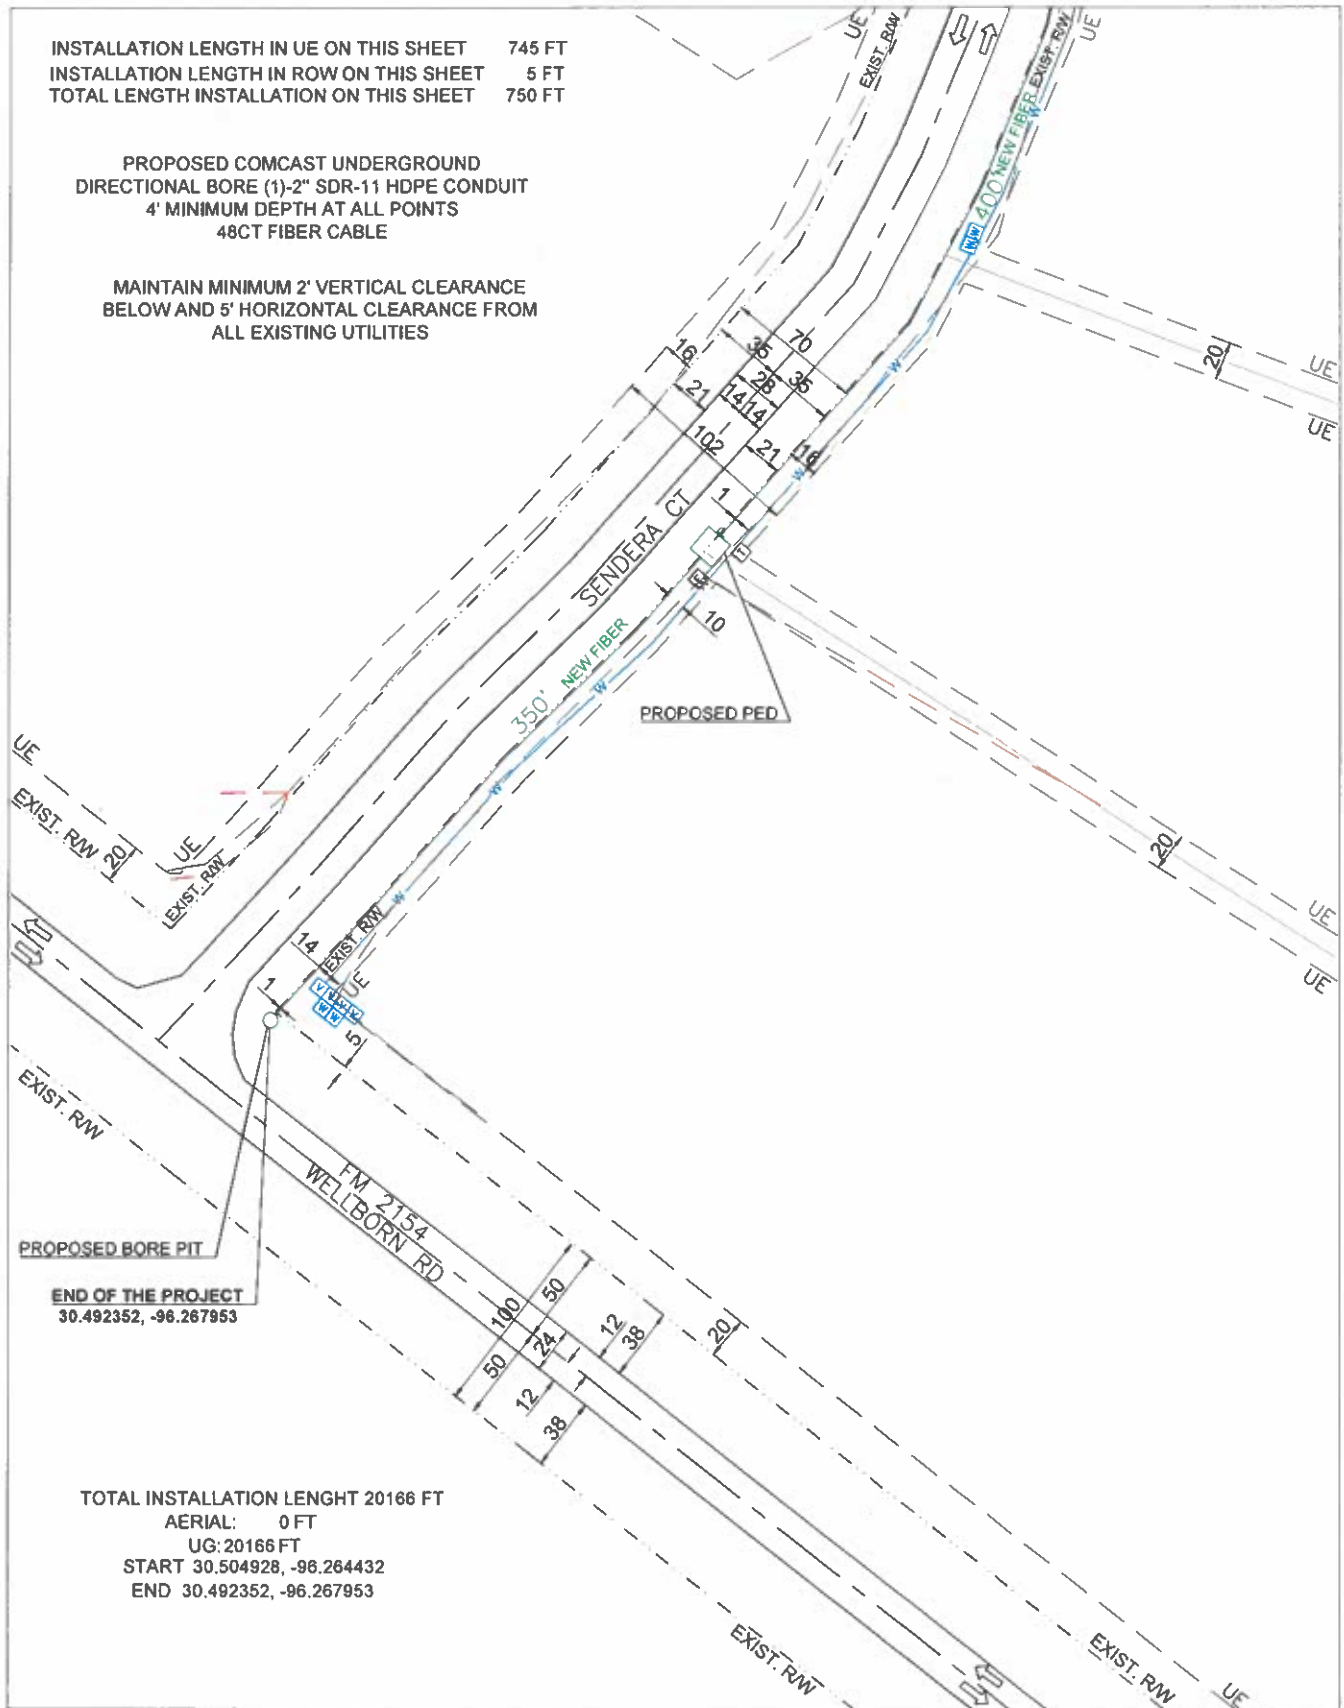 INSTALLATION LENGTH IN UE ON THIS SHEET 745 FT
INSTALLATION LENGTH IN ROW ON THIS SHEET 5 FT
TOTAL LENGTH INSTALLATION ON THIS SHEET 750 FT
PROPOSED COMCAST UNDERGROUND
DIRECTIONAL BORE (1)-2" SDR-11 HDPE CONDUIT
4' MINIMUM DEPTH AT ALL POINTS
48CT FIBER CABLE
MAINTAIN MINIMUM 2' VERTICAL CLEARANCE
BELOW AND 5' HORIZONTAL CLEARANCE FROM
ALL EXISTING UTILITIES
UE
EXIST. R/W
EXIST. R/W
UE
400' NEW FIBER
W
W W
20
UE
UE
W
70
35
35
16
28
21
14
14
102
21
16
W
1
SENDERA CT
T
E
10
350' NEW FIBER
W
PROPOSED PED
W
UE
EXIST. R/W
20
UE
EXIST. R/W
W
20
UE
UE
14
EXIST. R/W
UE
1
V V V V
W W
5
EXIST. R/W
FM 2154
WELLBORN RD
PROPOSED BORE PIT
END OF THE PROJECT
30.492352, -96.267953
100
50
50
24
12
38
12
38
20
TOTAL INSTALLATION LENGHT 20166 FT
AERIAL: 0 FT
UG: 20166 FT
START 30.504928, -96.264432
END 30.492352, -96.267953
EXIST. R/W
EXIST. R/W
UE